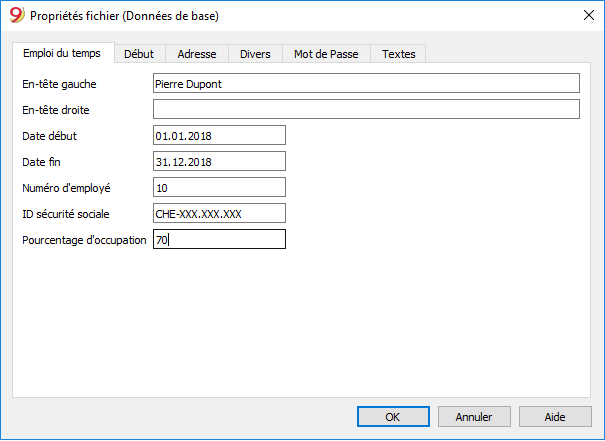 9 Propriétés fichier (Données de base)
Emploi du temps Début Adresse Divers Mot de Passe Textes
En-tête gauche Pierre Dupont
En-tête droite
Date début 01.01.2018
Date fin 31.12.2018
Numéro d'employé 10
ID sécurité sociale CHE-XXX.XXX.XXX
Pourcentage d'occupation 70
OK Annuler Aide